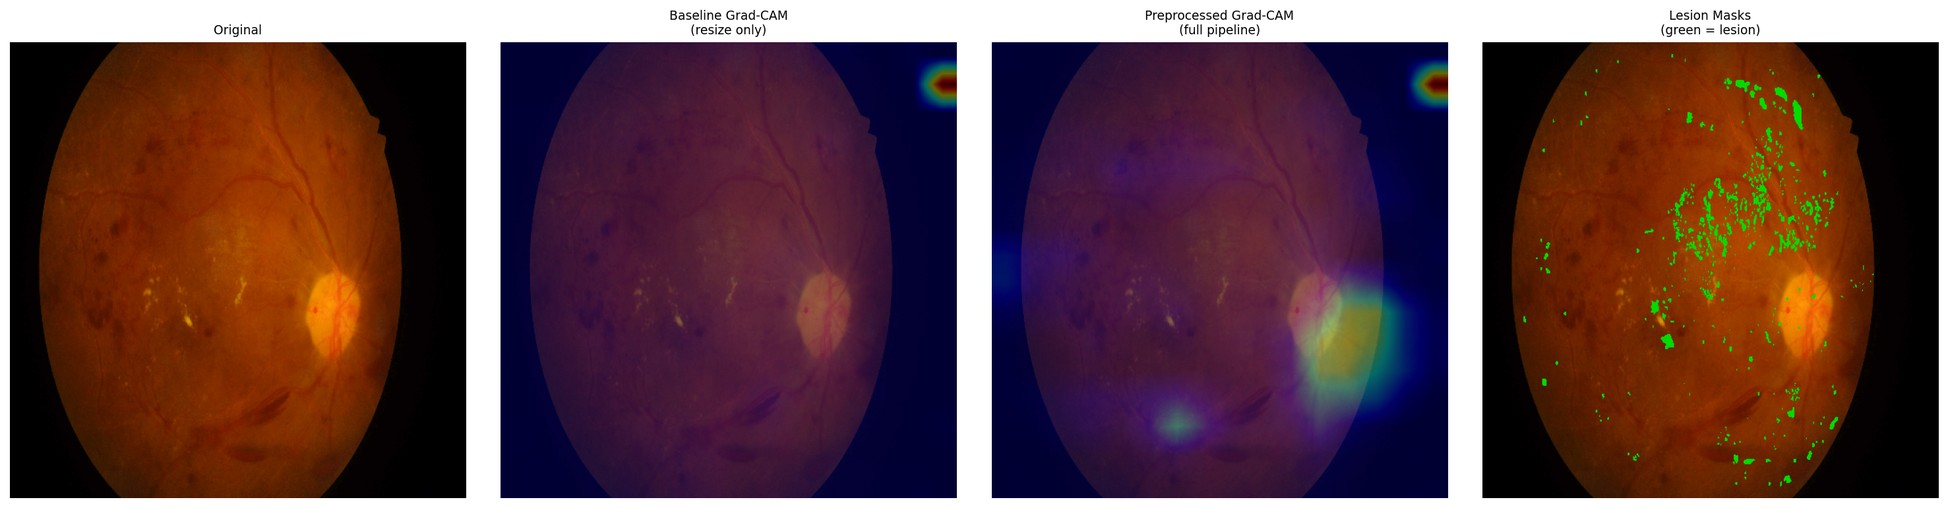 Original
Baseline Grad-CAM
(resize only)
Preprocessed Grad-CAM
(full pipeline)
Lesion Masks
(green = lesion)